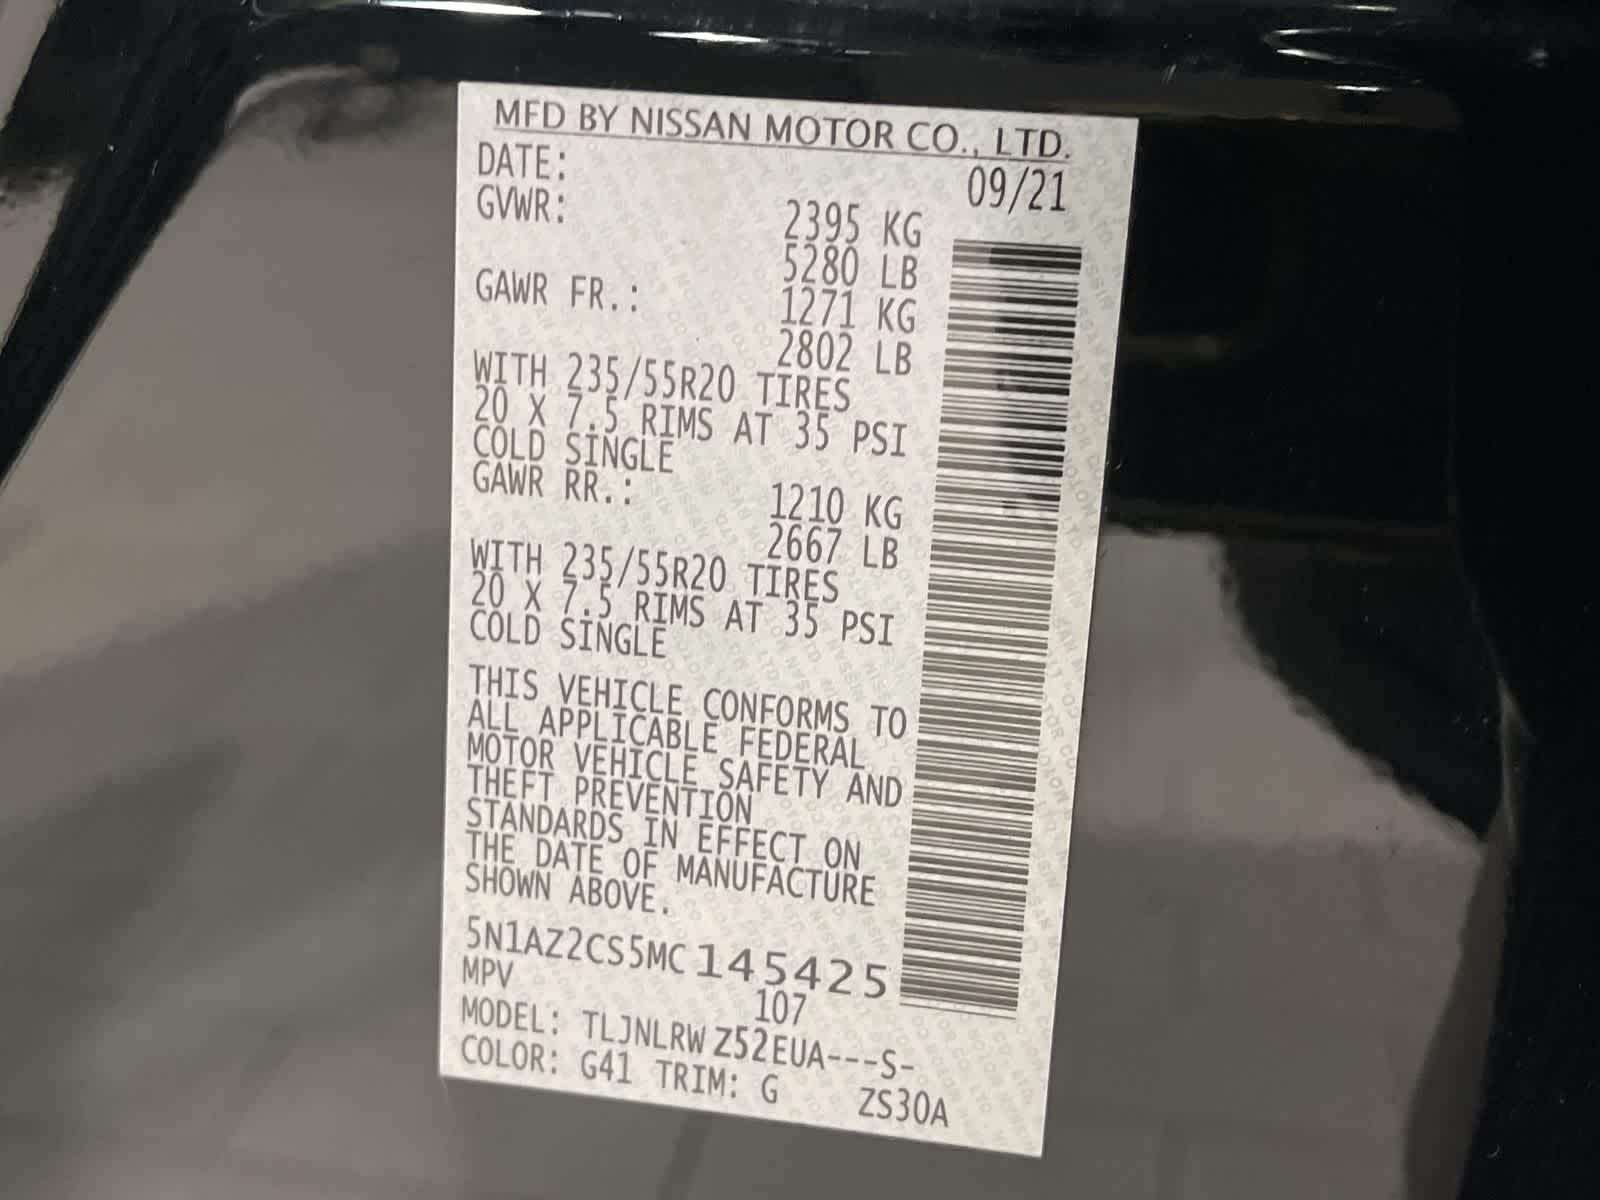 MFD BY NISSAN MOTOR CO., LTD.
DATE: 09/21
GVWR: 2395 KG
5280 LB
GAWR FR.: 1271 KG
2802 LB
WITH 235/55R20 TIRES
20 X 7.5 RIMS AT 35 PSI
COLD SINGLE
GAWR RR.: 1210 KG
2667 LB
WITH 235/55R20 TIRES
20 X 7.5 RIMS AT 35 PSI
COLD SINGLE
THIS VEHICLE CONFORMS TO
ALL APPLICABLE FEDERAL
MOTOR VEHICLE SAFETY AND
THEFT PREVENTION
STANDARDS IN EFFECT ON
THE DATE OF MANUFACTURE
SHOWN ABOVE.
5N1AZ2CS5MC145425
MPV 107
MODEL: TLJNLRW Z52EUA---S-
COLOR: G41 TRIM: G ZS30A